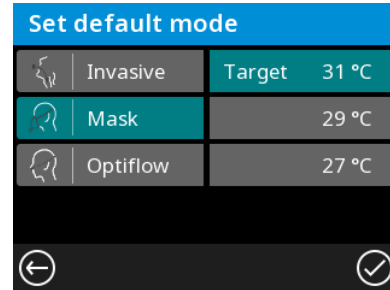 Set default mode
Invasive Target 31 °C
Mask 29 °C
Optiflow 27 °C